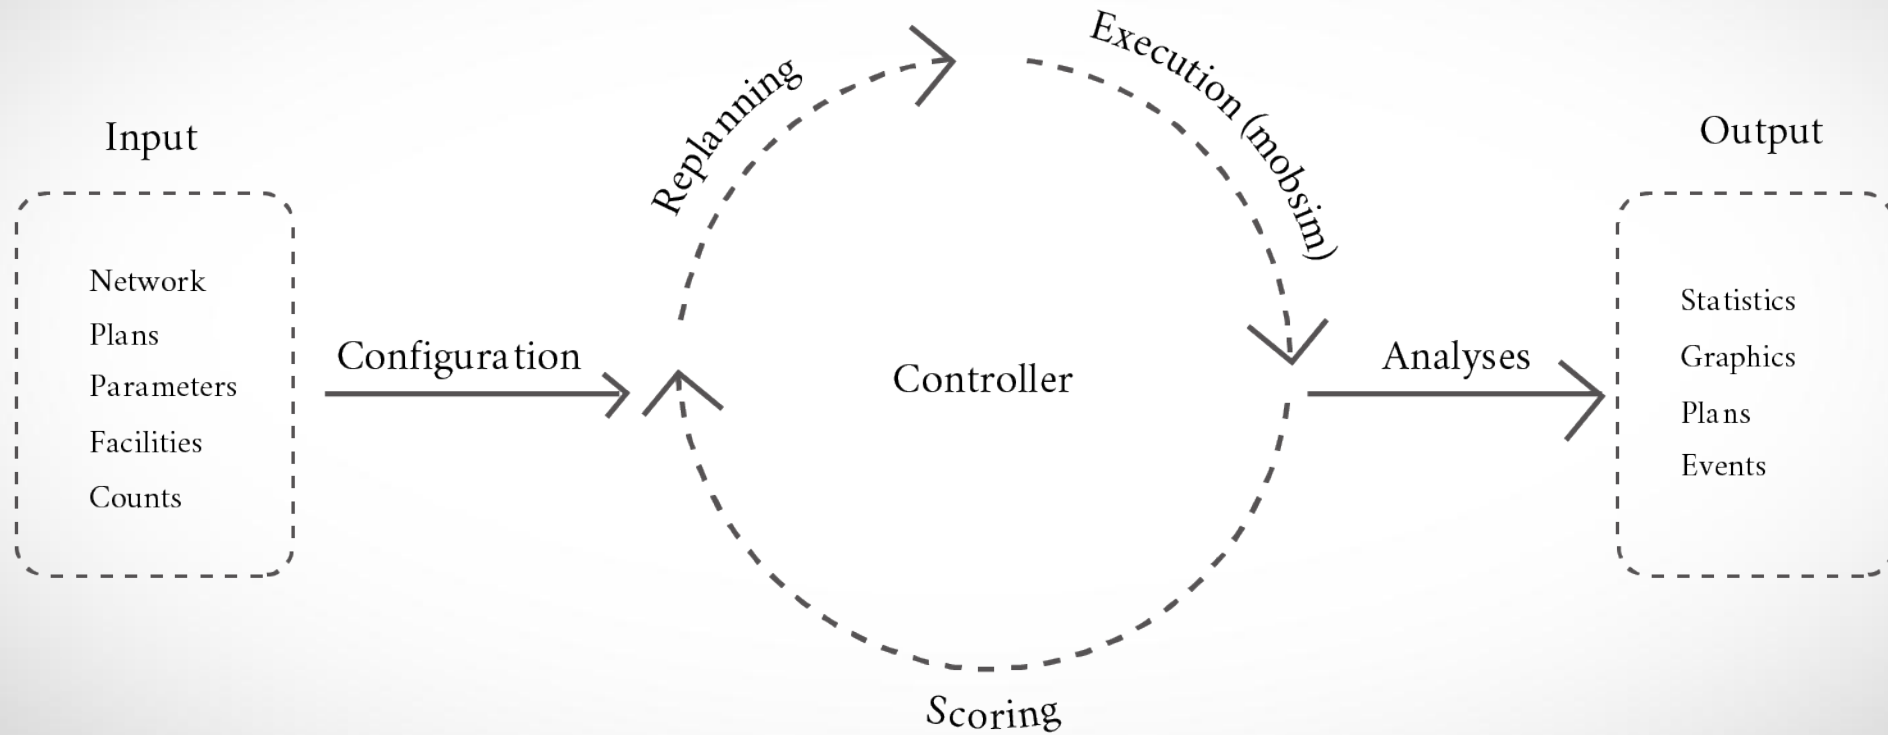 Input
Network
Plans
Parameters
Facilities
Counts
Configuration
Replanning
Execution (mobsim)
Controller
Scoring
Analyses
Output
Statistics
Graphics
Plans
Events